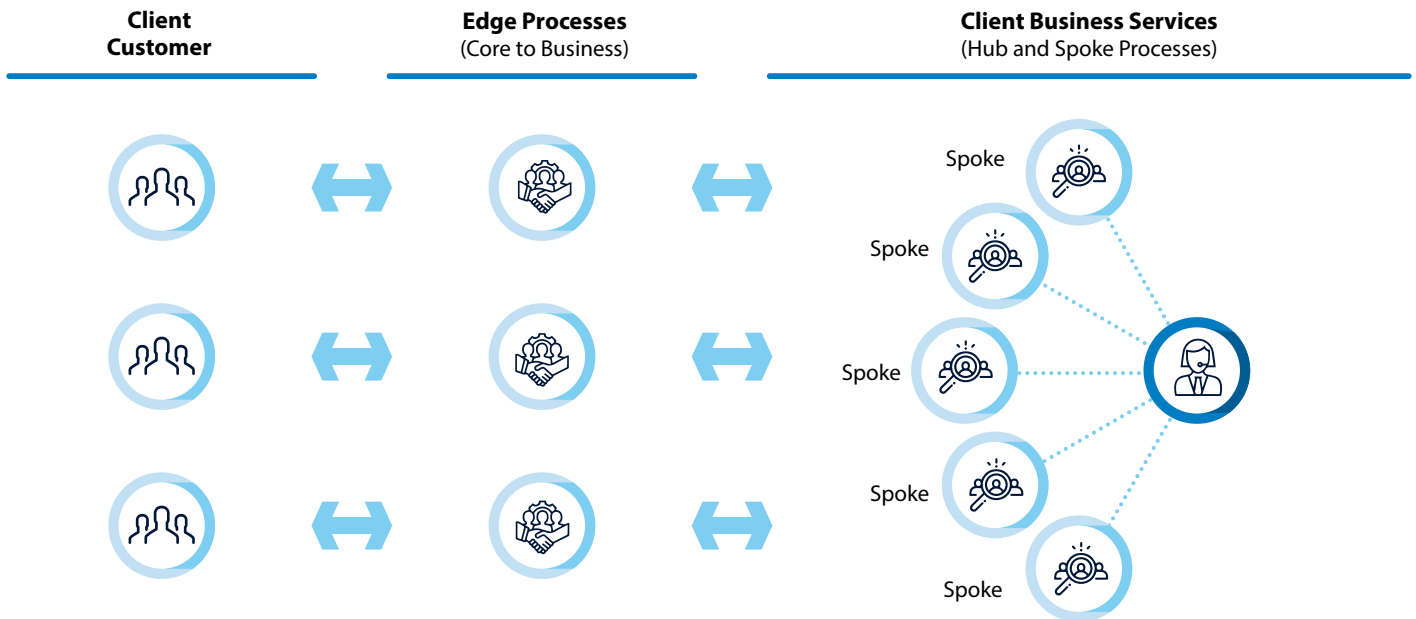 Client
Customer
Edge Processes
(Core to Business)
Client Business Services
(Hub and Spoke Processes)
Spoke
Spoke
Spoke
Spoke
Spoke